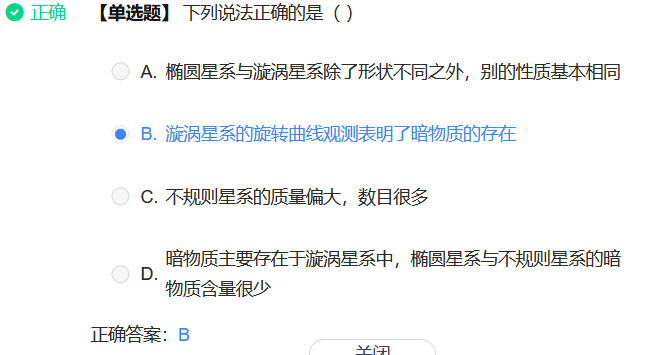 正确 【单选题】下列说法正确的是（ ）
A. 椭圆星系与漩涡星系除了形状不同之外，别的性质基本相同
B. 漩涡星系的旋转曲线观测表明了暗物质的存在
C. 不规则星系的质量偏大，数目很多
D. 暗物质主要存在于漩涡星系中，椭圆星系与不规则星系的暗
物质含量很少
正确答案：B
关闭